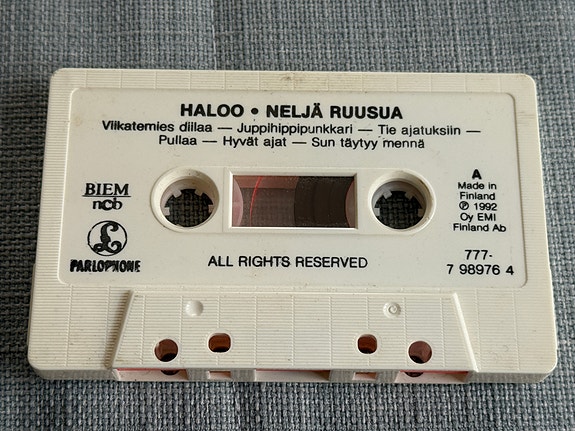 HALOO • NELJÄ RUUSUA
Viikatemies diilaa — Juppihippipunkkari — Tie ajatuksiin —
Pullaa — Hyvät ajat — Sun täytyy mennä
BIEM
ncb
L
PARLOPHONE
A
Made in
Finland
℗ 1992
Oy EMI
Finland Ab
ALL RIGHTS RESERVED
777-
7 98976 4